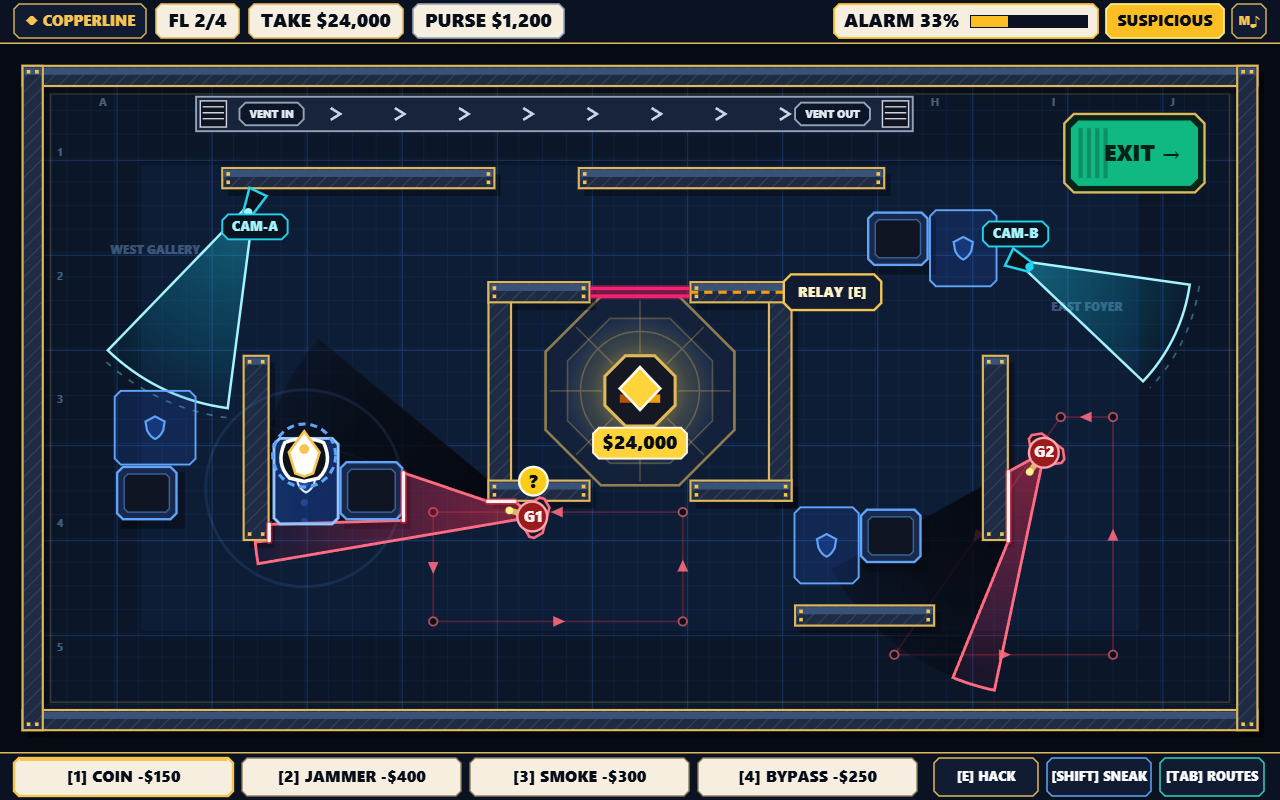 ◆ COPPERLINE
FL 2/4
TAKE $24,000
PURSE $1,200
ALARM 33%
SUSPICIOUS
M♪
A
H
I
J
VENT IN
VENT OUT
EXIT →
1
CAM-A
CAM-B
WEST GALLERY
2
RELAY [E]
EAST FOYER
3
$24,000
G2
?
G1
4
5
[1] COIN -$150
[2] JAMMER -$400
[3] SMOKE -$300
[4] BYPASS -$250
[E] HACK
[SHIFT] SNEAK
[TAB] ROUTES